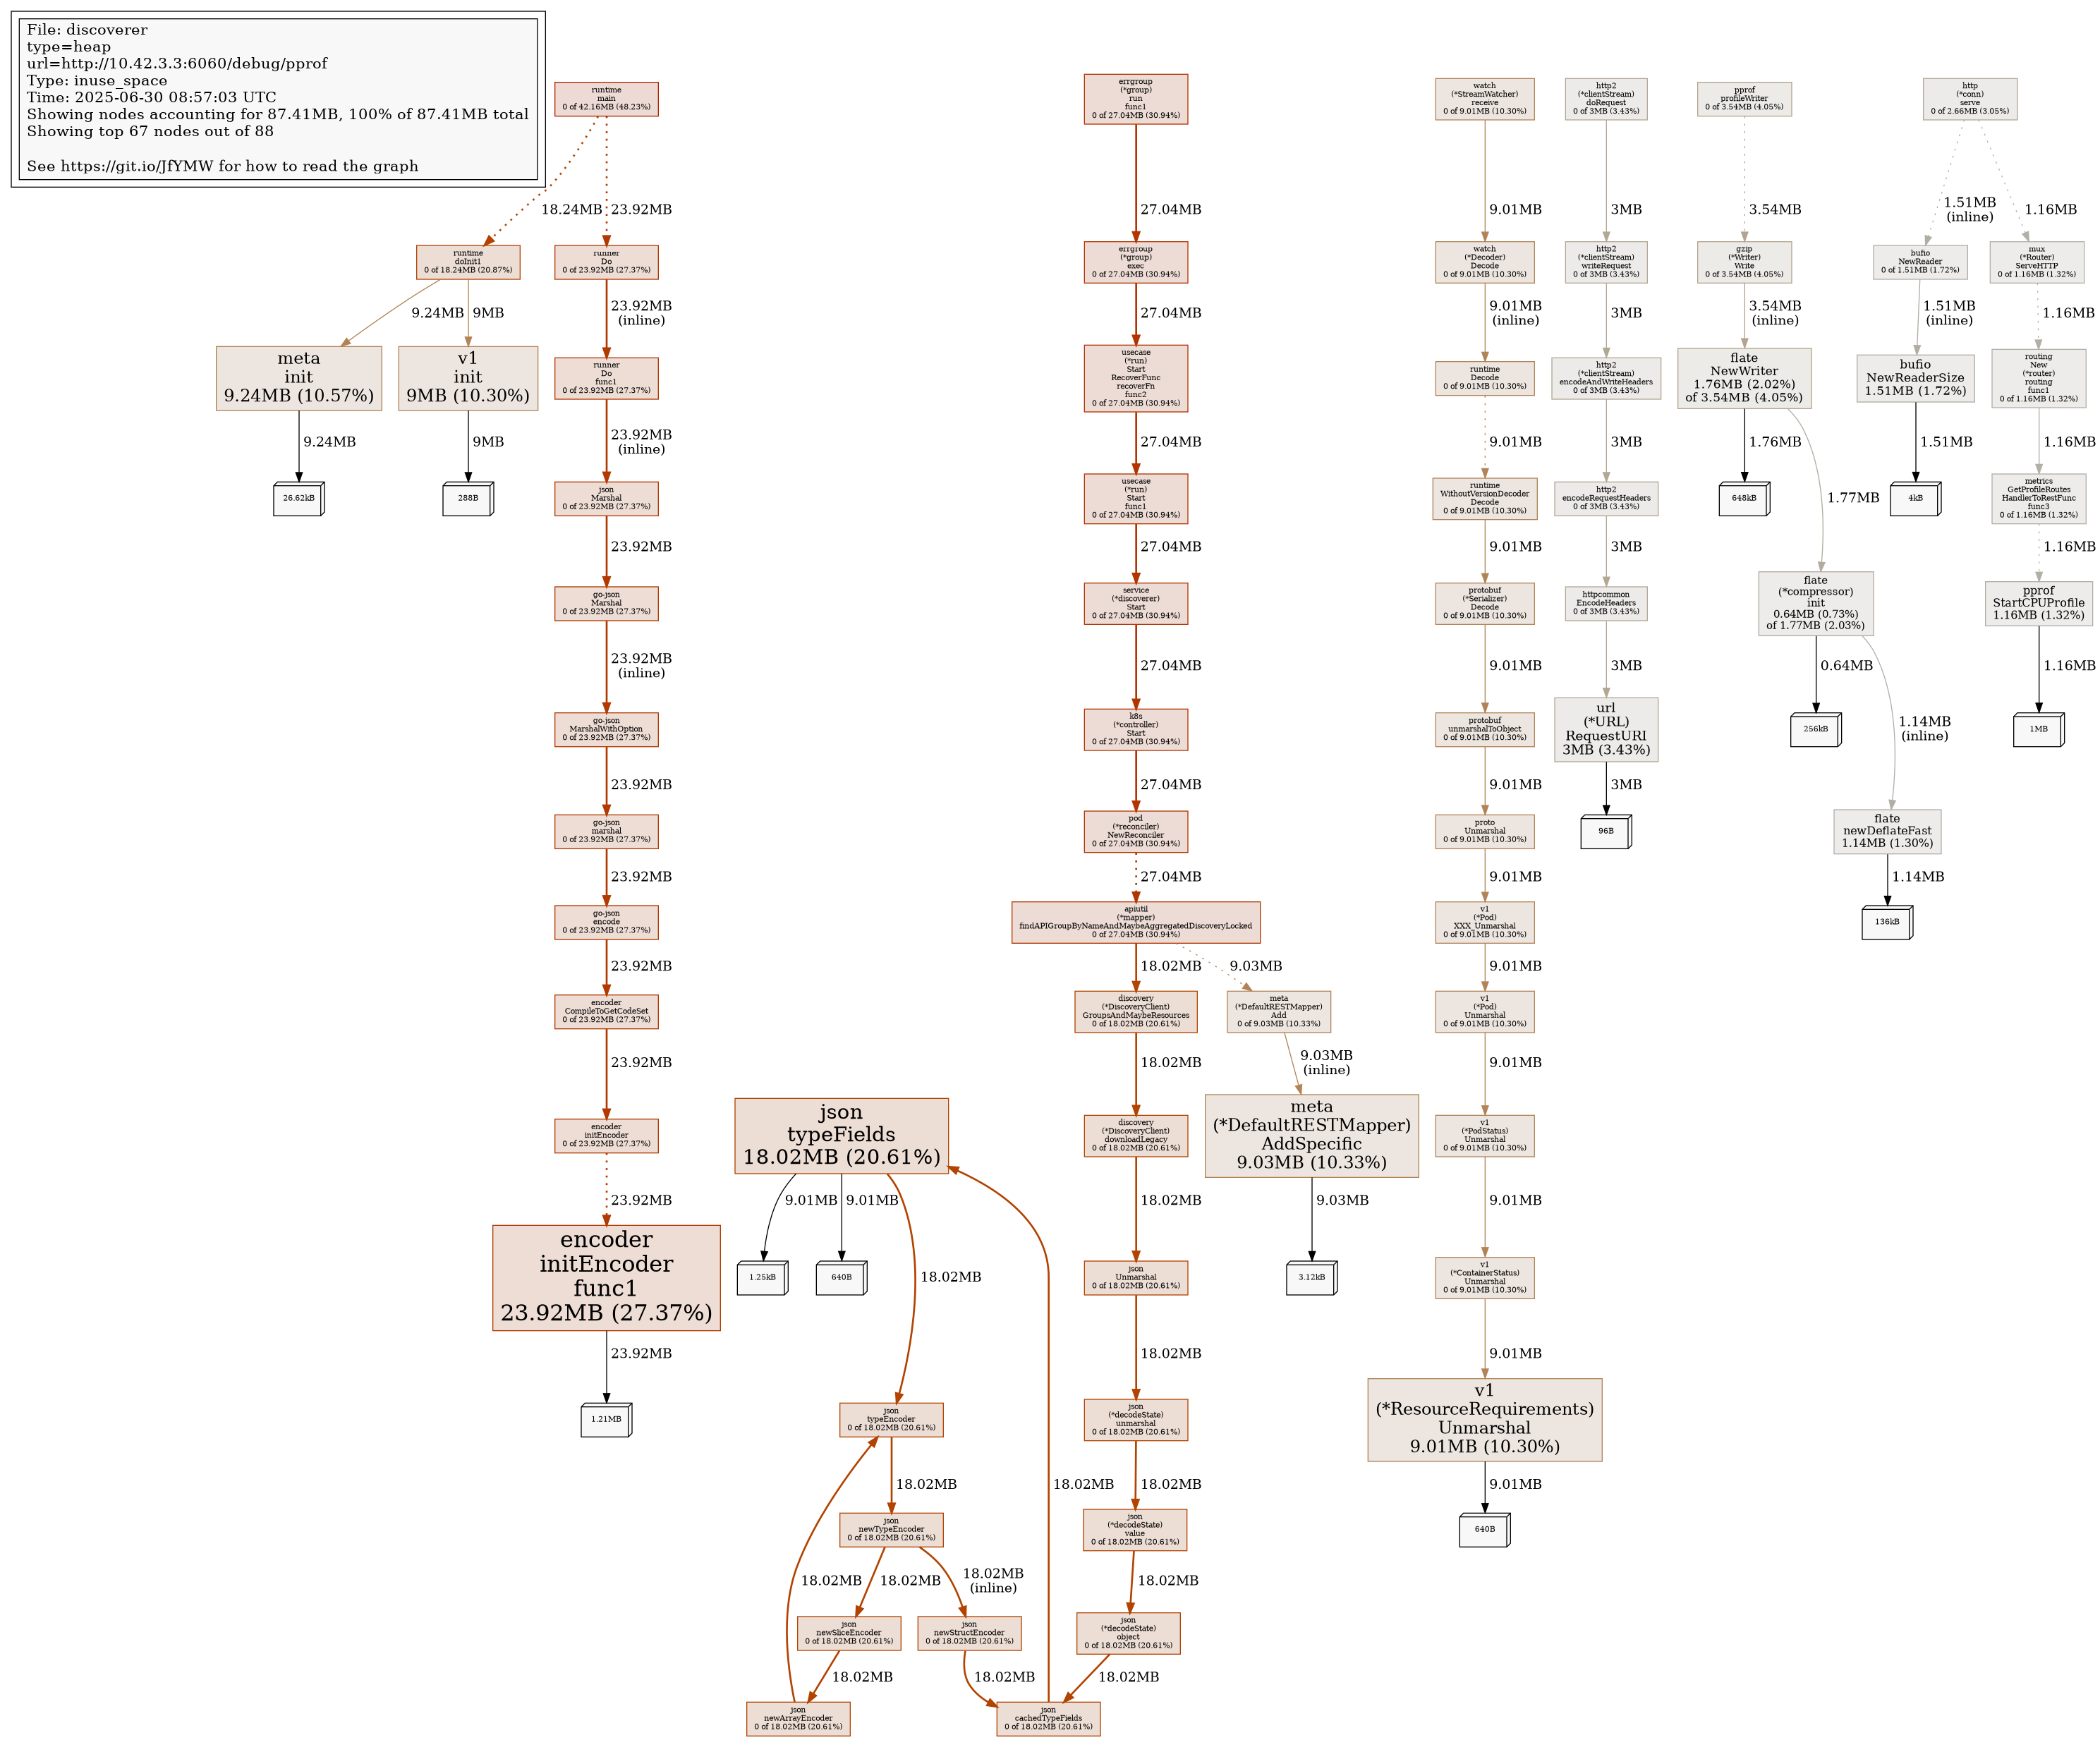 File: discoverer
type=heap
url=http://10.42.3.3:6060/debug/pprof
Type: inuse_space
Time: 2025-06-30 08:57:03 UTC
Showing nodes accounting for 87.41MB, 100% of 87.41MB total
Showing top 67 nodes out of 88
See https://git.io/JfYMW for how to read the graph
runtime
main
0 of 42.16MB (48.23%)
18.24MB
23.92MB
runtime
doInit1
0 of 18.24MB (20.87%)
9.24MB
9MB
meta
init
9.24MB (10.57%)
9.24MB
26.62kB
v1
init
9MB (10.30%)
9MB
288B
runner
Do
0 of 23.92MB (27.37%)
23.92MB
(inline)
runner
Do
func1
0 of 23.92MB (27.37%)
23.92MB
(inline)
json
Marshal
0 of 23.92MB (27.37%)
23.92MB
go-json
Marshal
0 of 23.92MB (27.37%)
23.92MB
(inline)
go-json
MarshalWithOption
0 of 23.92MB (27.37%)
23.92MB
go-json
marshal
0 of 23.92MB (27.37%)
23.92MB
go-json
encode
0 of 23.92MB (27.37%)
23.92MB
encoder
CompileToGetCodeSet
0 of 23.92MB (27.37%)
23.92MB
encoder
initEncoder
0 of 23.92MB (27.37%)
23.92MB
encoder
initEncoder
func1
23.92MB (27.37%)
23.92MB
1.21MB
errgroup
(*group)
run
func1
0 of 27.04MB (30.94%)
27.04MB
errgroup
(*group)
exec
0 of 27.04MB (30.94%)
27.04MB
usecase
(*run)
Start
RecoverFunc
recoverFn
func2
0 of 27.04MB (30.94%)
27.04MB
usecase
(*run)
Start
func1
0 of 27.04MB (30.94%)
27.04MB
service
(*discoverer)
Start
0 of 27.04MB (30.94%)
27.04MB
k8s
(*controller)
Start
0 of 27.04MB (30.94%)
27.04MB
pod
(*reconciler)
NewReconciler
0 of 27.04MB (30.94%)
27.04MB
apiutil
(*mapper)
findAPIGroupByNameAndMaybeAggregatedDiscoveryLocked
0 of 27.04MB (30.94%)
18.02MB
9.03MB
discovery
(*DiscoveryClient)
GroupsAndMaybeResources
0 of 18.02MB (20.61%)
18.02MB
discovery
(*DiscoveryClient)
downloadLegacy
0 of 18.02MB (20.61%)
18.02MB
json
Unmarshal
0 of 18.02MB (20.61%)
18.02MB
json
(*decodeState)
unmarshal
0 of 18.02MB (20.61%)
18.02MB
json
(*decodeState)
value
0 of 18.02MB (20.61%)
18.02MB
json
(*decodeState)
object
0 of 18.02MB (20.61%)
18.02MB
json
cachedTypeFields
0 of 18.02MB (20.61%)
18.02MB
json
typeFields
18.02MB (20.61%)
9.01MB
9.01MB
18.02MB
1.25kB
640B
json
typeEncoder
0 of 18.02MB (20.61%)
18.02MB
json
newTypeEncoder
0 of 18.02MB (20.61%)
18.02MB
18.02MB
(inline)
json
newSliceEncoder
0 of 18.02MB (20.61%)
18.02MB
json
newStructEncoder
0 of 18.02MB (20.61%)
18.02MB
json
newArrayEncoder
0 of 18.02MB (20.61%)
18.02MB
meta
(*DefaultRESTMapper)
Add
0 of 9.03MB (10.33%)
9.03MB
(inline)
meta
(*DefaultRESTMapper)
AddSpecific
9.03MB (10.33%)
9.03MB
3.12kB
watch
(*StreamWatcher)
receive
0 of 9.01MB (10.30%)
9.01MB
watch
(*Decoder)
Decode
0 of 9.01MB (10.30%)
9.01MB
(inline)
runtime
Decode
0 of 9.01MB (10.30%)
9.01MB
runtime
WithoutVersionDecoder
Decode
0 of 9.01MB (10.30%)
9.01MB
protobuf
(*Serializer)
Decode
0 of 9.01MB (10.30%)
9.01MB
protobuf
unmarshalToObject
0 of 9.01MB (10.30%)
9.01MB
proto
Unmarshal
0 of 9.01MB (10.30%)
9.01MB
v1
(*Pod)
XXX_Unmarshal
0 of 9.01MB (10.30%)
9.01MB
v1
(*Pod)
Unmarshal
0 of 9.01MB (10.30%)
9.01MB
v1
(*PodStatus)
Unmarshal
0 of 9.01MB (10.30%)
9.01MB
v1
(*ContainerStatus)
Unmarshal
0 of 9.01MB (10.30%)
9.01MB
v1
(*ResourceRequirements)
Unmarshal
9.01MB (10.30%)
9.01MB
640B
http2
(*clientStream)
doRequest
0 of 3MB (3.43%)
3MB
http2
(*clientStream)
writeRequest
0 of 3MB (3.43%)
3MB
http2
(*clientStream)
encodeAndWriteHeaders
0 of 3MB (3.43%)
3MB
http2
encodeRequestHeaders
0 of 3MB (3.43%)
3MB
httpcommon
EncodeHeaders
0 of 3MB (3.43%)
3MB
url
(*URL)
RequestURI
3MB (3.43%)
3MB
96B
pprof
profileWriter
0 of 3.54MB (4.05%)
3.54MB
gzip
(*Writer)
Write
0 of 3.54MB (4.05%)
3.54MB
(inline)
flate
NewWriter
1.76MB (2.02%)
of 3.54MB (4.05%)
1.76MB
1.77MB
648kB
flate
(*compressor)
init
0.64MB (0.73%)
of 1.77MB (2.03%)
0.64MB
1.14MB
(inline)
256kB
flate
newDeflateFast
1.14MB (1.30%)
1.14MB
136kB
http
(*conn)
serve
0 of 2.66MB (3.05%)
1.51MB
(inline)
1.16MB
bufio
NewReader
0 of 1.51MB (1.72%)
1.51MB
(inline)
bufio
NewReaderSize
1.51MB (1.72%)
1.51MB
4kB
mux
(*Router)
ServeHTTP
0 of 1.16MB (1.32%)
1.16MB
routing
New
(*router)
routing
func1
0 of 1.16MB (1.32%)
1.16MB
metrics
GetProfileRoutes
HandlerToRestFunc
func3
0 of 1.16MB (1.32%)
1.16MB
pprof
StartCPUProfile
1.16MB (1.32%)
1.16MB
1MB